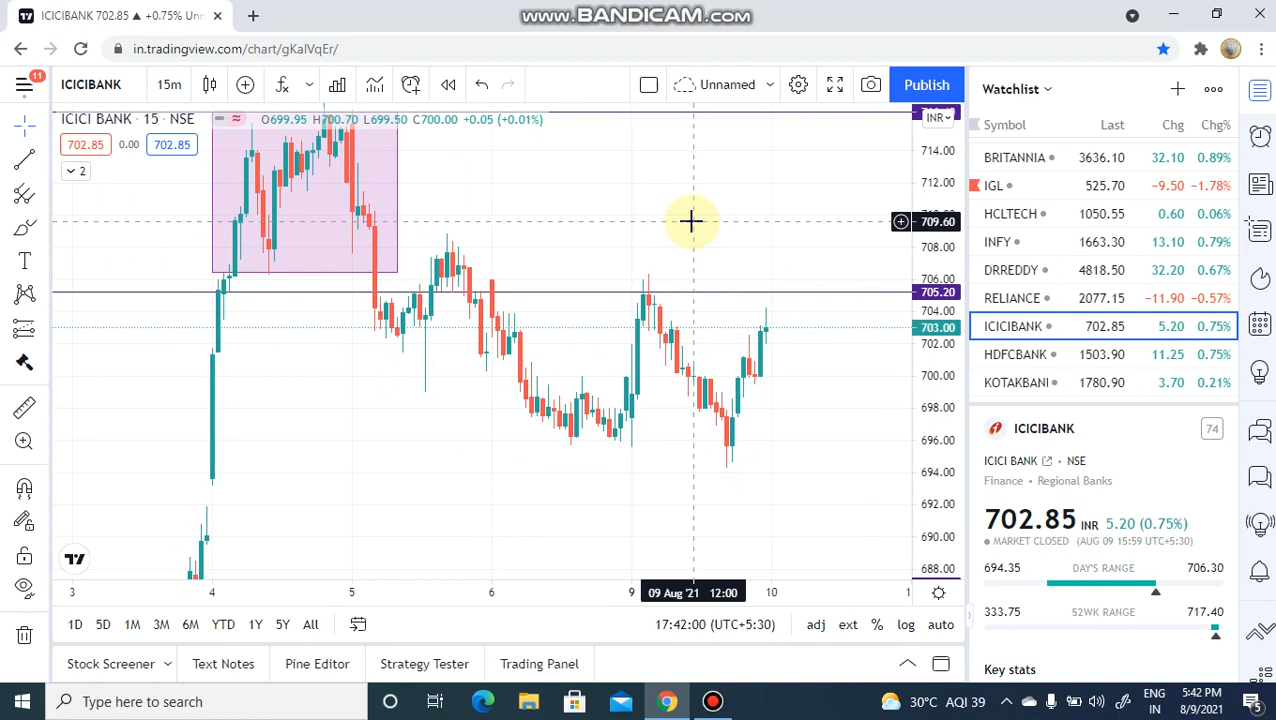 ICICIBANK 702.85 ▲ +0.75% Unn
www.BANDICAM.com
in.tradingview.com/chart/gKaIVqEr/
11
ICICIBANK
15m
Unnamed
Publish
Watchlist
ICICI BANK · 15 · NSE
O699.95 H700.70 L699.50 C700.00 +0.05 (+0.01%)
INR
702.85 0.00 702.85
2
714.00
712.00
709.60
708.00
706.00
705.20
703.00
702.00
700.00
698.00
696.00
694.00
692.00
690.00
688.00
3 4 5 6 9 09 Aug '21 12:00 10 1
1D 5D 1M 3M 6M YTD 1Y 5Y All
17:42:00 (UTC+5:30) adj ext % log auto
Stock Screener Text Notes Pine Editor Strategy Tester Trading Panel
Symbol Last Chg Chg%
BRITANNIA 3636.10 32.10 0.89%
IGL 525.70 -9.50 -1.78%
HCLTECH 1050.55 0.60 0.06%
INFY 1663.30 13.10 0.79%
DRREDDY 4818.50 32.20 0.67%
RELIANCE 2077.15 -11.90 -0.57%
ICICIBANK 702.85 5.20 0.75%
HDFCBANK 1503.90 11.25 0.75%
KOTAKBANI 1780.90 3.70 0.21%
ICICIBANK 74
ICICI BANK NSE
Finance · Regional Banks
702.85 INR 5.20 (0.75%)
MARKET CLOSED (AUG 09 15:59 UTC+5:30)
694.35 DAY'S RANGE 706.30
333.75 52WK RANGE 717.40
Key stats
Type here to search
30°C AQI 39
ENG
IN
5:42 PM
8/9/2021
5